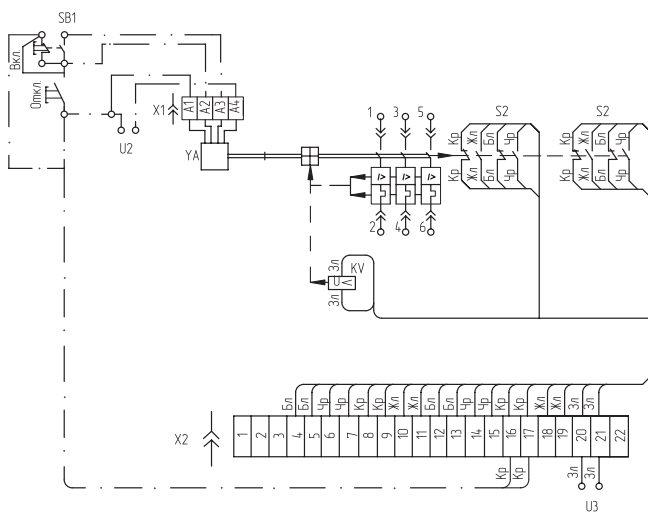 SB1
Вкл.
Откл.
U2
X1
A1 A2 A3 A4
YA
1 3 5
I> I> I>
2 4 6
S2
Кр Жл Бл Чр
Кр Жл Бл Чр
S2
Кр Жл Бл Чр
Кр Жл Бл Чр
Зл
KV
U<
Зл
Бл Бл Чр Чр Кр Кр Жл Жл Бл Бл Чр Чр Кр Кр Жл Жл Зл Зл
X2
1 2 3 4 5 6 7 8 9 10 11 12 13 14 15 16 17 18 19 20 21 22
Кр Кр Зл Зл
U3